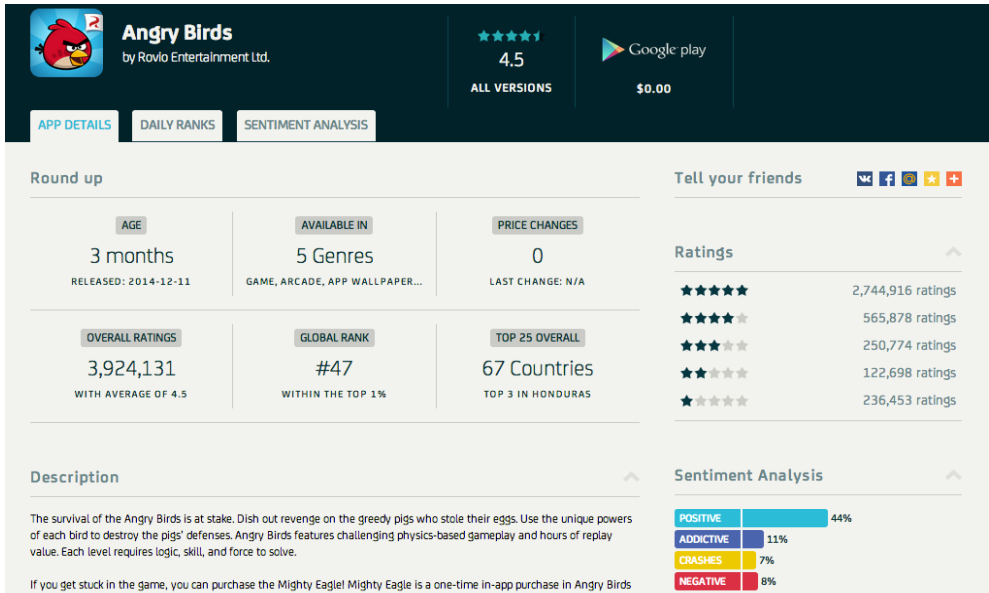 Angry Birds
by Rovio Entertainment Ltd.
4.5
ALL VERSIONS
Google play
$0.00
APP DETAILS
DAILY RANKS
SENTIMENT ANALYSIS
Round up
AGE
3 months
RELEASED: 2014-12-11
AVAILABLE IN
5 Genres
GAME, ARCADE, APP WALLPAPER...
PRICE CHANGES
0
LAST CHANGE: N/A
OVERALL RATINGS
3,924,131
WITH AVERAGE OF 4.5
GLOBAL RANK
#47
WITHIN THE TOP 1%
TOP 25 OVERALL
67 Countries
TOP 3 IN HONDURAS
Description
The survival of the Angry Birds is at stake. Dish out revenge on the greedy pigs who stole their eggs. Use the unique powers
of each bird to destroy the pigs' defenses. Angry Birds features challenging physics-based gameplay and hours of replay
value. Each level requires logic, skill, and force to solve.
If you get stuck in the game, you can purchase the Mighty Eagle! Mighty Eagle is a one-time in-app purchase in Angry Birds
Tell your friends
Ratings
2,744,916 ratings
565,878 ratings
250,774 ratings
122,698 ratings
236,453 ratings
Sentiment Analysis
POSITIVE 44%
ADDICTIVE 11%
CRASHES 7%
NEGATIVE 8%